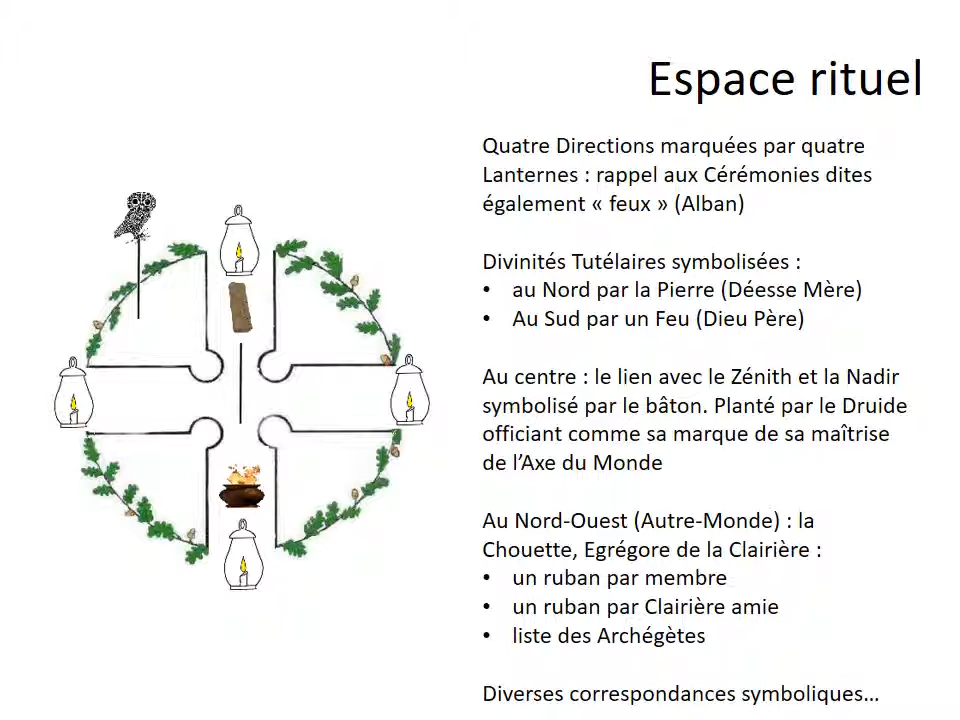 Espace rituel
Quatre Directions marquées par quatre
Lanternes : rappel aux Cérémonies dites
également « feux » (Alban)
Divinités Tutélaires symbolisées :
• au Nord par la Pierre (Déesse Mère)
• Au Sud par un Feu (Dieu Père)
Au centre : le lien avec le Zénith et la Nadir
symbolisé par le bâton. Planté par le Druide
officiant comme sa marque de sa maîtrise
de l’Axe du Monde
Au Nord-Ouest (Autre-Monde) : la
Chouette, Egrégore de la Clairière :
• un ruban par membre
• un ruban par Clairière amie
• liste des Archégètes
Diverses correspondances symboliques…